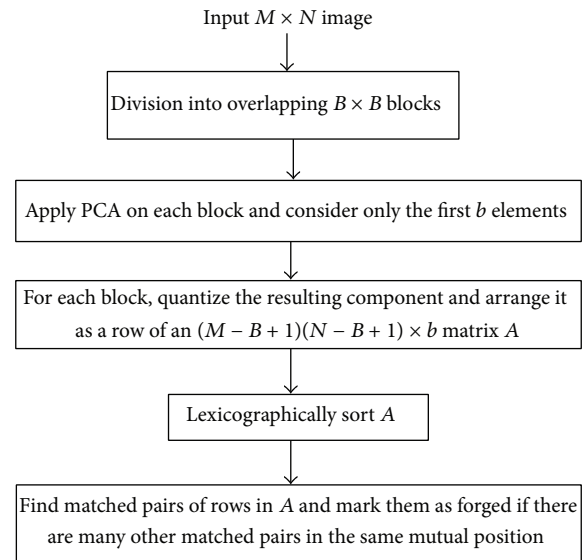 Input M × N image
Division into overlapping B × B blocks
Apply PCA on each block and consider only the first b elements
For each block, quantize the resulting component and arrange it
as a row of an (M − B + 1)(N − B + 1) × b matrix A
Lexicographically sort A
Find matched pairs of rows in A and mark them as forged if there
are many other matched pairs in the same mutual position